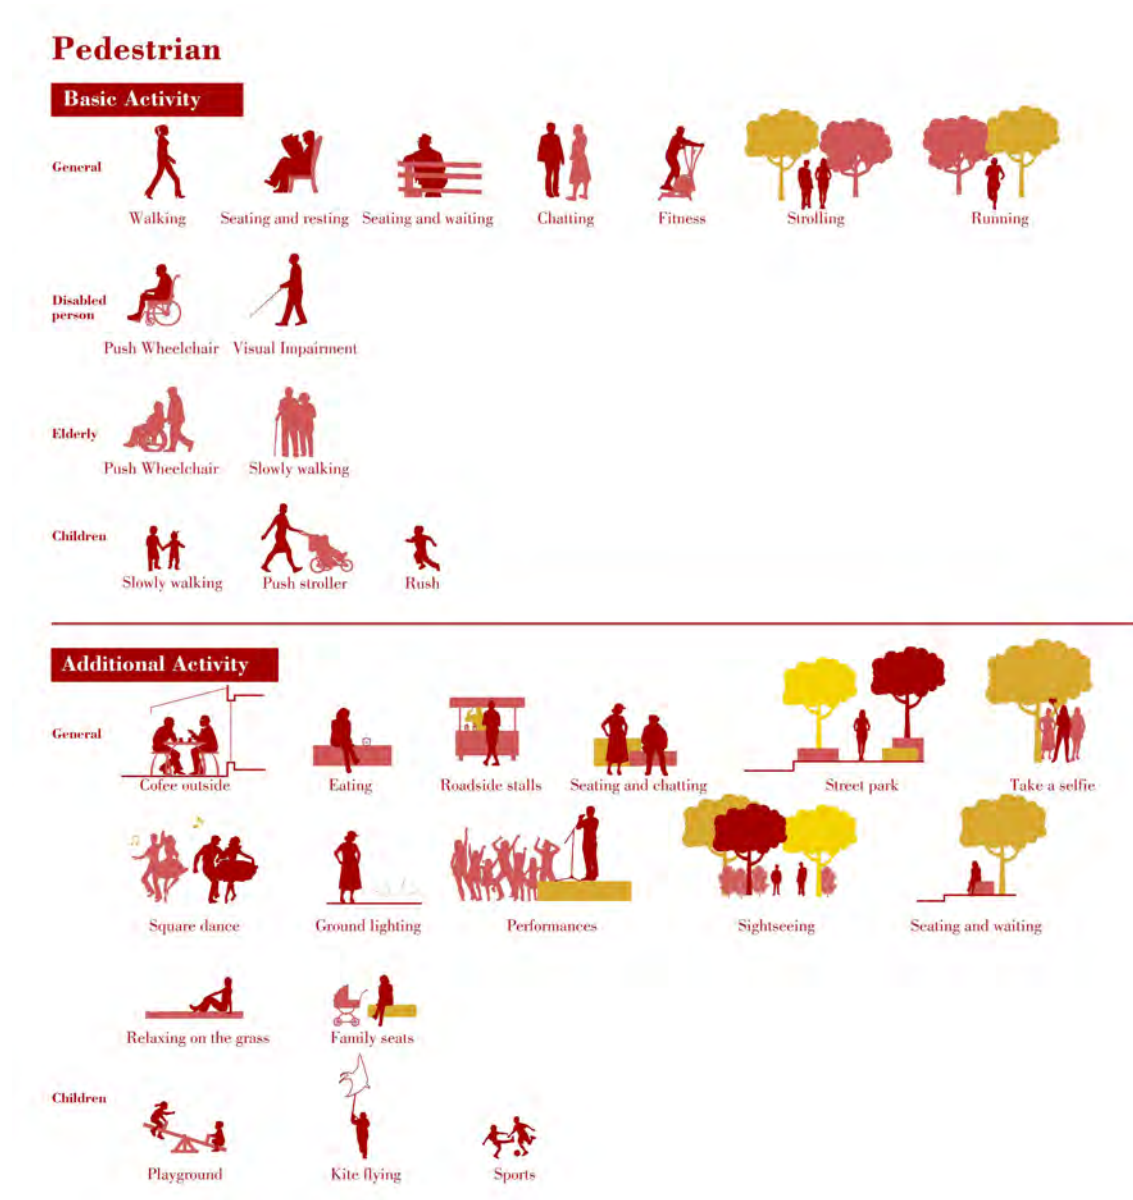 Pedestrian
Basic Activity
General
Walking
Seating and resting
Seating and waiting
Chatting
Fitness
Strolling
Running
Disabled
person
Push Wheelchair
Visual Impairment
Elderly
Push Wheelchair
Slowly walking
Children
Slowly walking
Push stroller
Rush
Additional Activity
General
Cofee outside
Eating
Roadside stalls
Seating and chatting
Street park
Take a selfie
Square dance
Ground lighting
Performances
Sightseeing
Seating and waiting
Relaxing on the grass
Family seats
Children
Playground
Kite flying
Sports